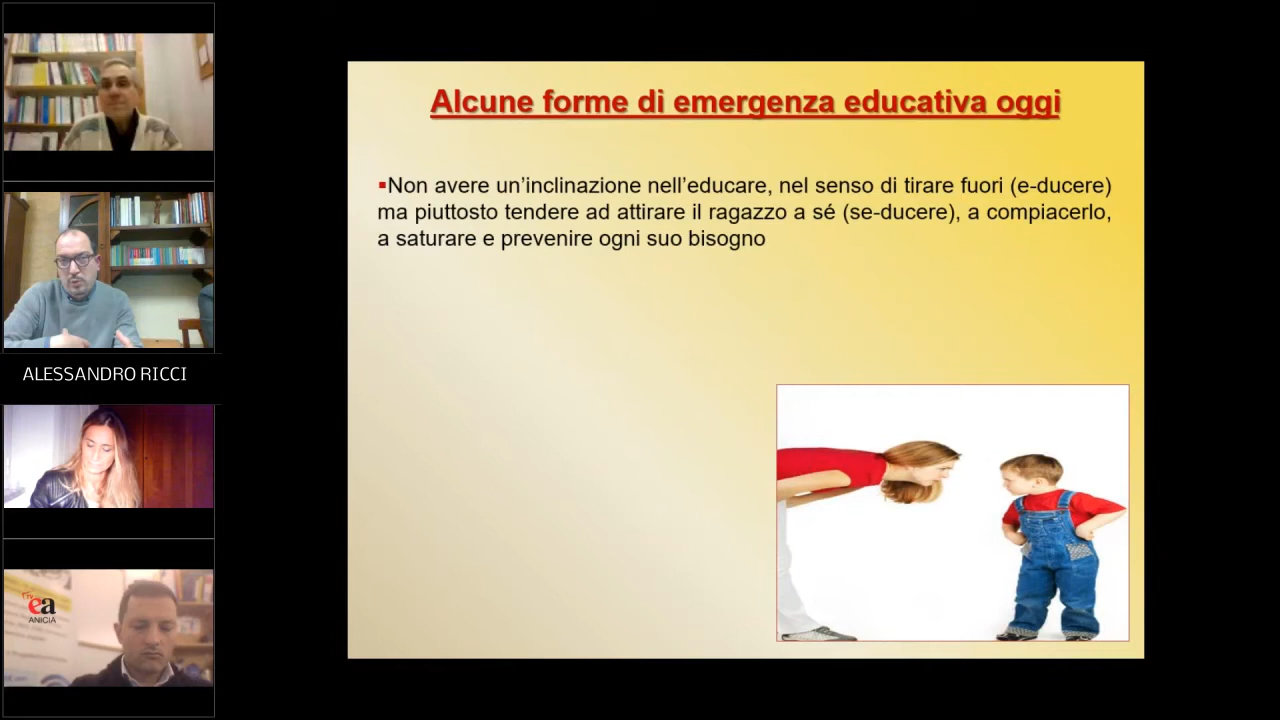 Alcune forme di emergenza educativa oggi
▪Non avere un’inclinazione nell’educare, nel senso di tirare fuori (e-ducere)
ma piuttosto tendere ad attirare il ragazzo a sé (se-ducere), a compiacerlo,
a saturare e prevenire ogni suo bisogno
ALESSANDRO RICCI
ea
ANICIA